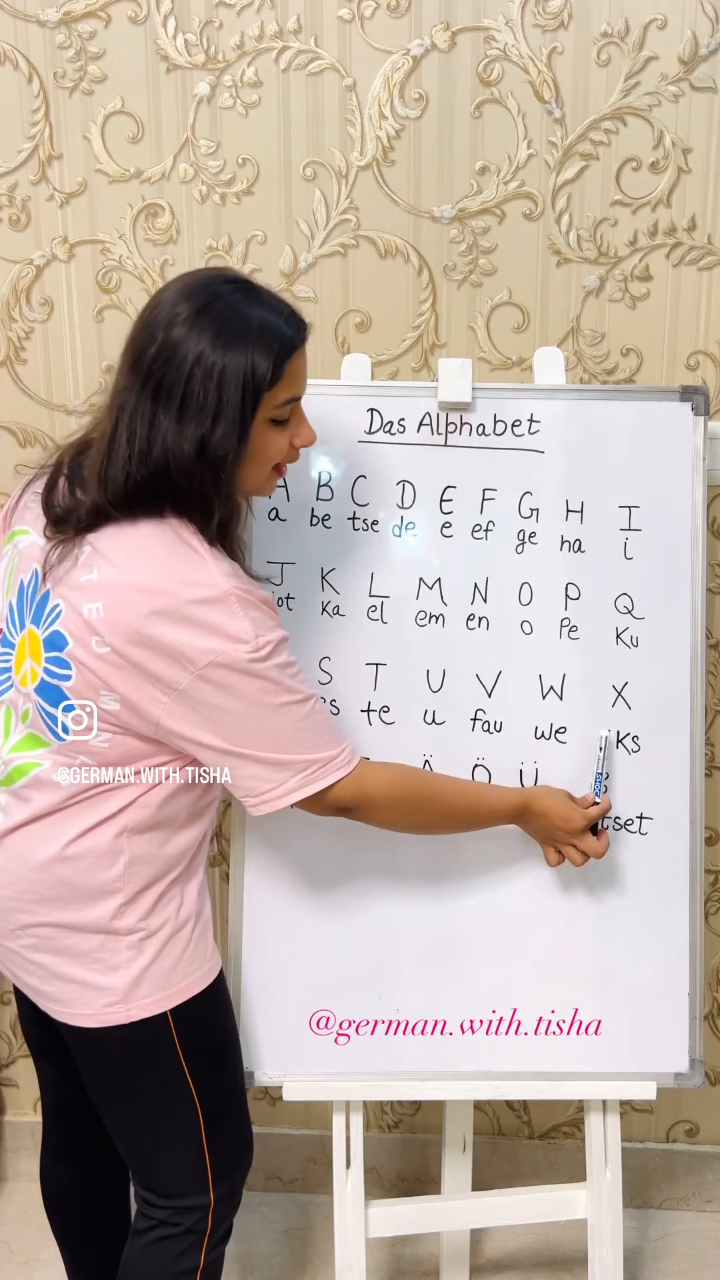 Das Alphabet
A B C D E F G H I
a be tse de e ef ge ha i
J K L M N O P Q
jot Ka el em en o Pe Ku
S T U V W X
te u fau we iks
Ä Ö Ü
tset
@GERMAN.WITH.TISHA
@german.with.tisha